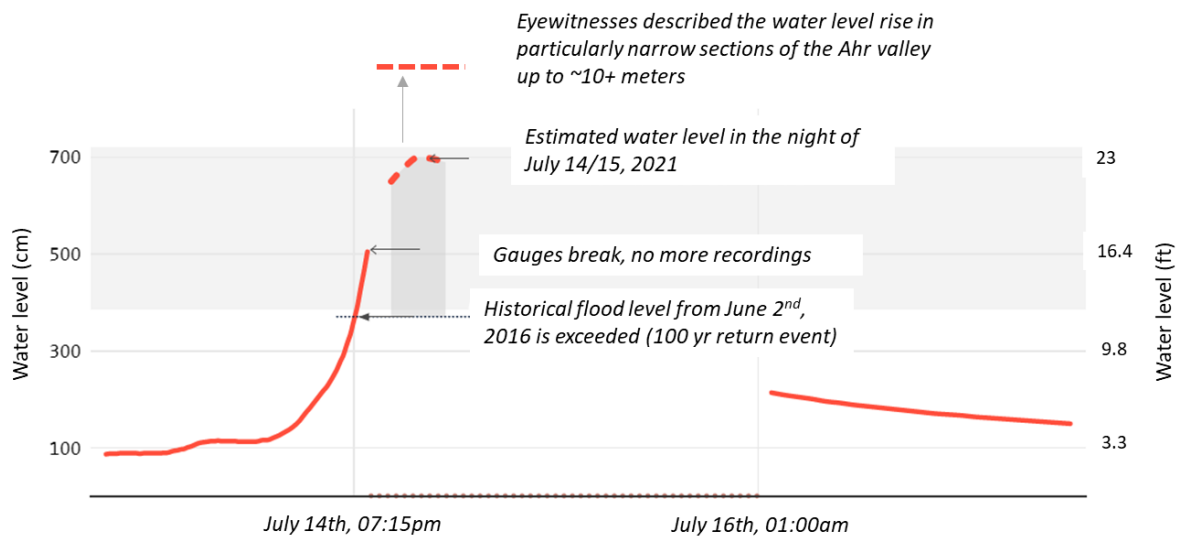 Eyewitnesses described the water level rise in
particularly narrow sections of the Ahr valley
up to ~10+ meters
Estimated water level in the night of
July 14/15, 2021
700
23
Water level (cm)
500
Gauges break, no more recordings
16.4
Water level (ft)
Historical flood level from June 2nd,
2016 is exceeded (100 yr return event)
300
9.8
100
3.3
July 14th, 07:15pm
July 16th, 01:00am